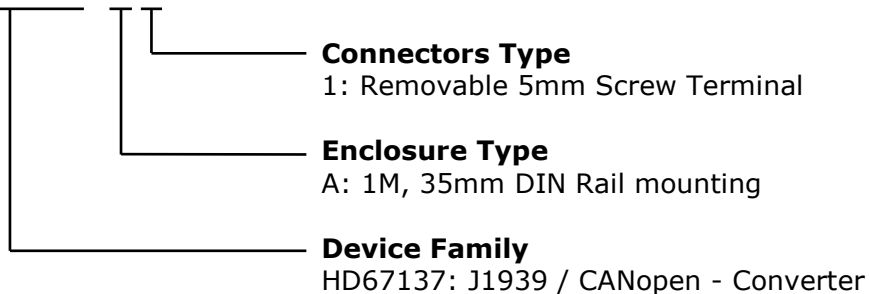 Connectors Type
1: Removable 5mm Screw Terminal
Enclosure Type
A: 1M, 35mm DIN Rail mounting
Device Family
HD67137: J1939 / CANopen - Converter